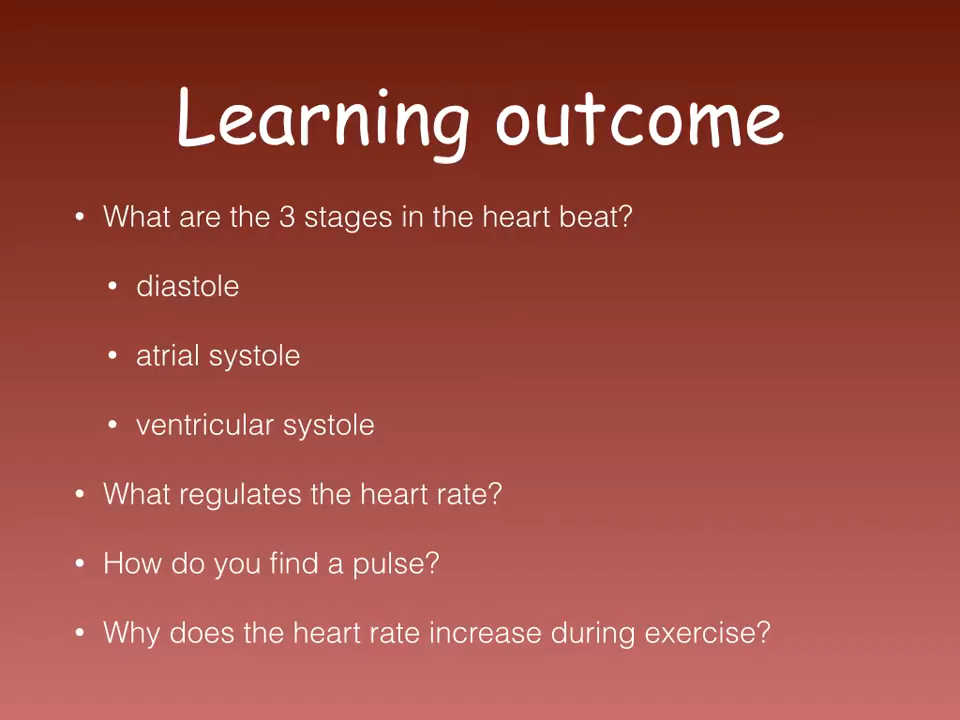 Learning outcome
• What are the 3 stages in the heart beat?
• diastole
• atrial systole
• ventricular systole
• What regulates the heart rate?
• How do you find a pulse?
• Why does the heart rate increase during exercise?